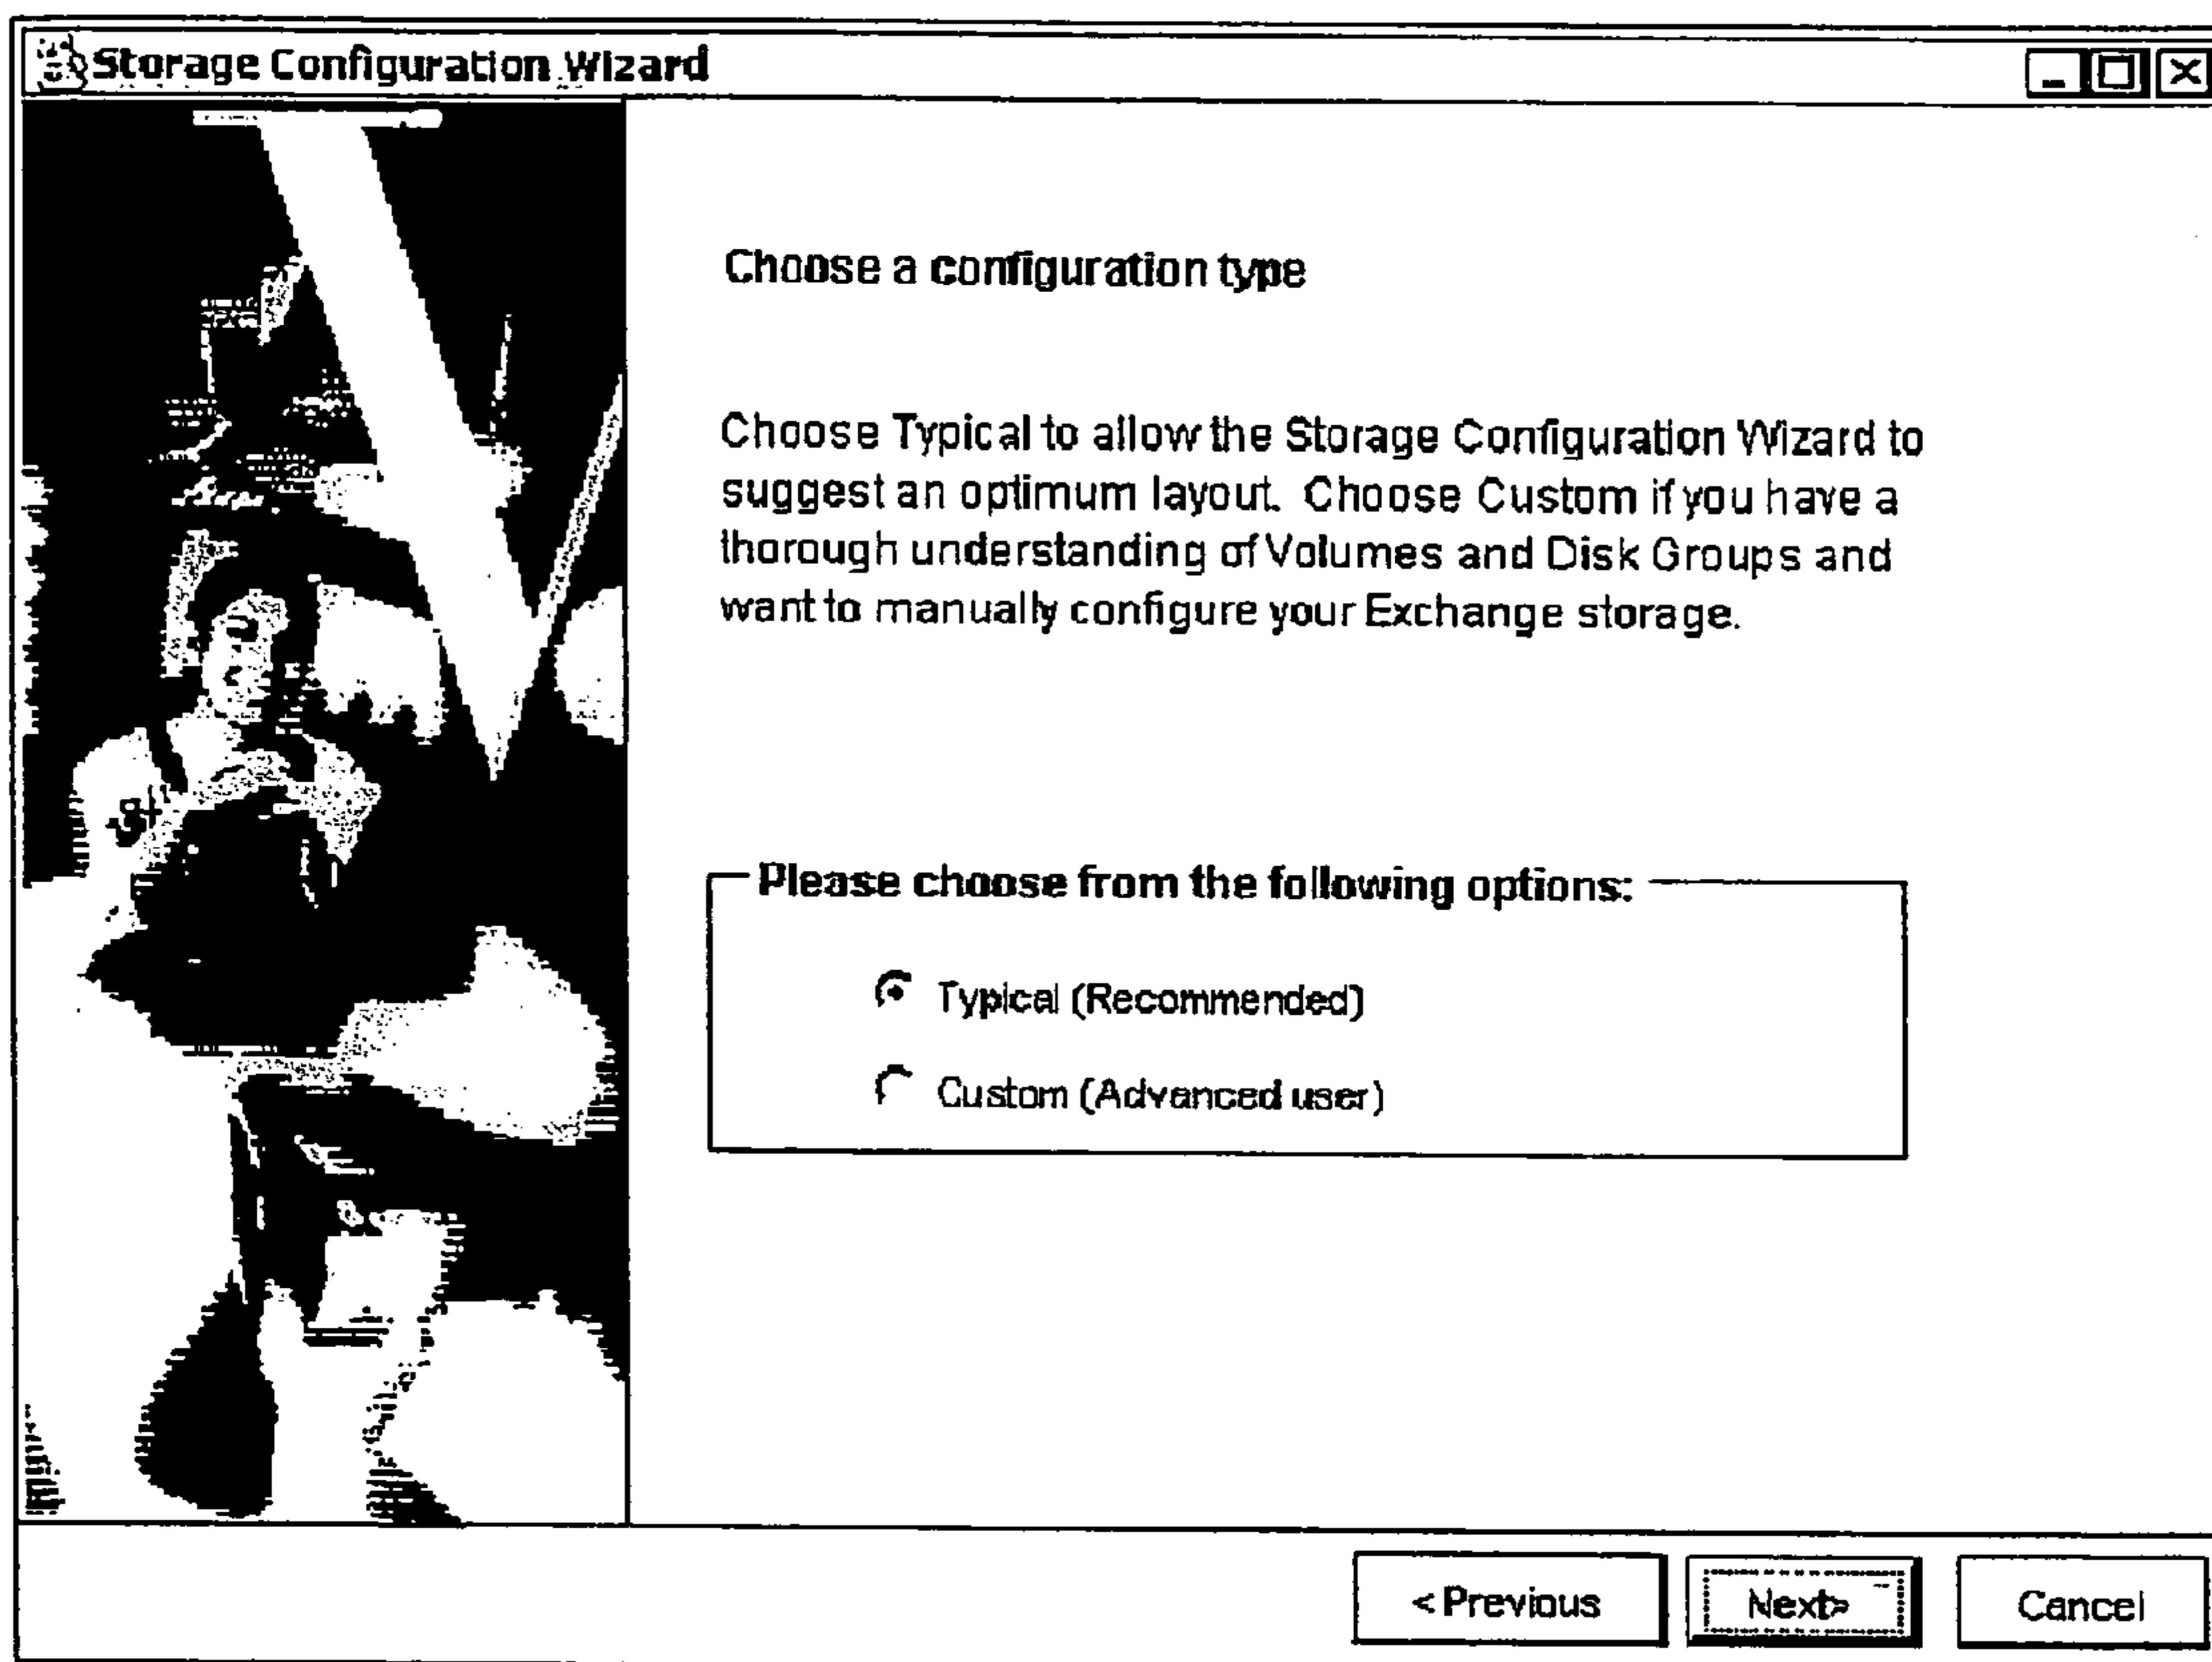 Storage Configuration Wizard
Choose a configuration type
Choose Typical to allow the Storage Configuration Wizard to
suggest an optimum layout. Choose Custom if you have a
thorough understanding of Volumes and Disk Groups and
want to manually configure your Exchange storage.
Please choose from the following options:
Typical (Recommended)
Custom (Advanced user)
<Previous
Next>
Cancel